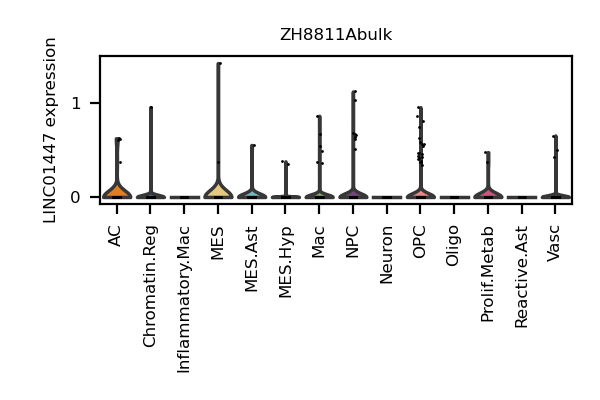 ZH8811Abulk
LINC01447 expression
1
0
AC
Chromatin.Reg
Inflammatory.Mac
MES
MES.Ast
MES.Hyp
Mac
NPC
Neuron
OPC
Oligo
Prolif.Metab
Reactive.Ast
Vasc